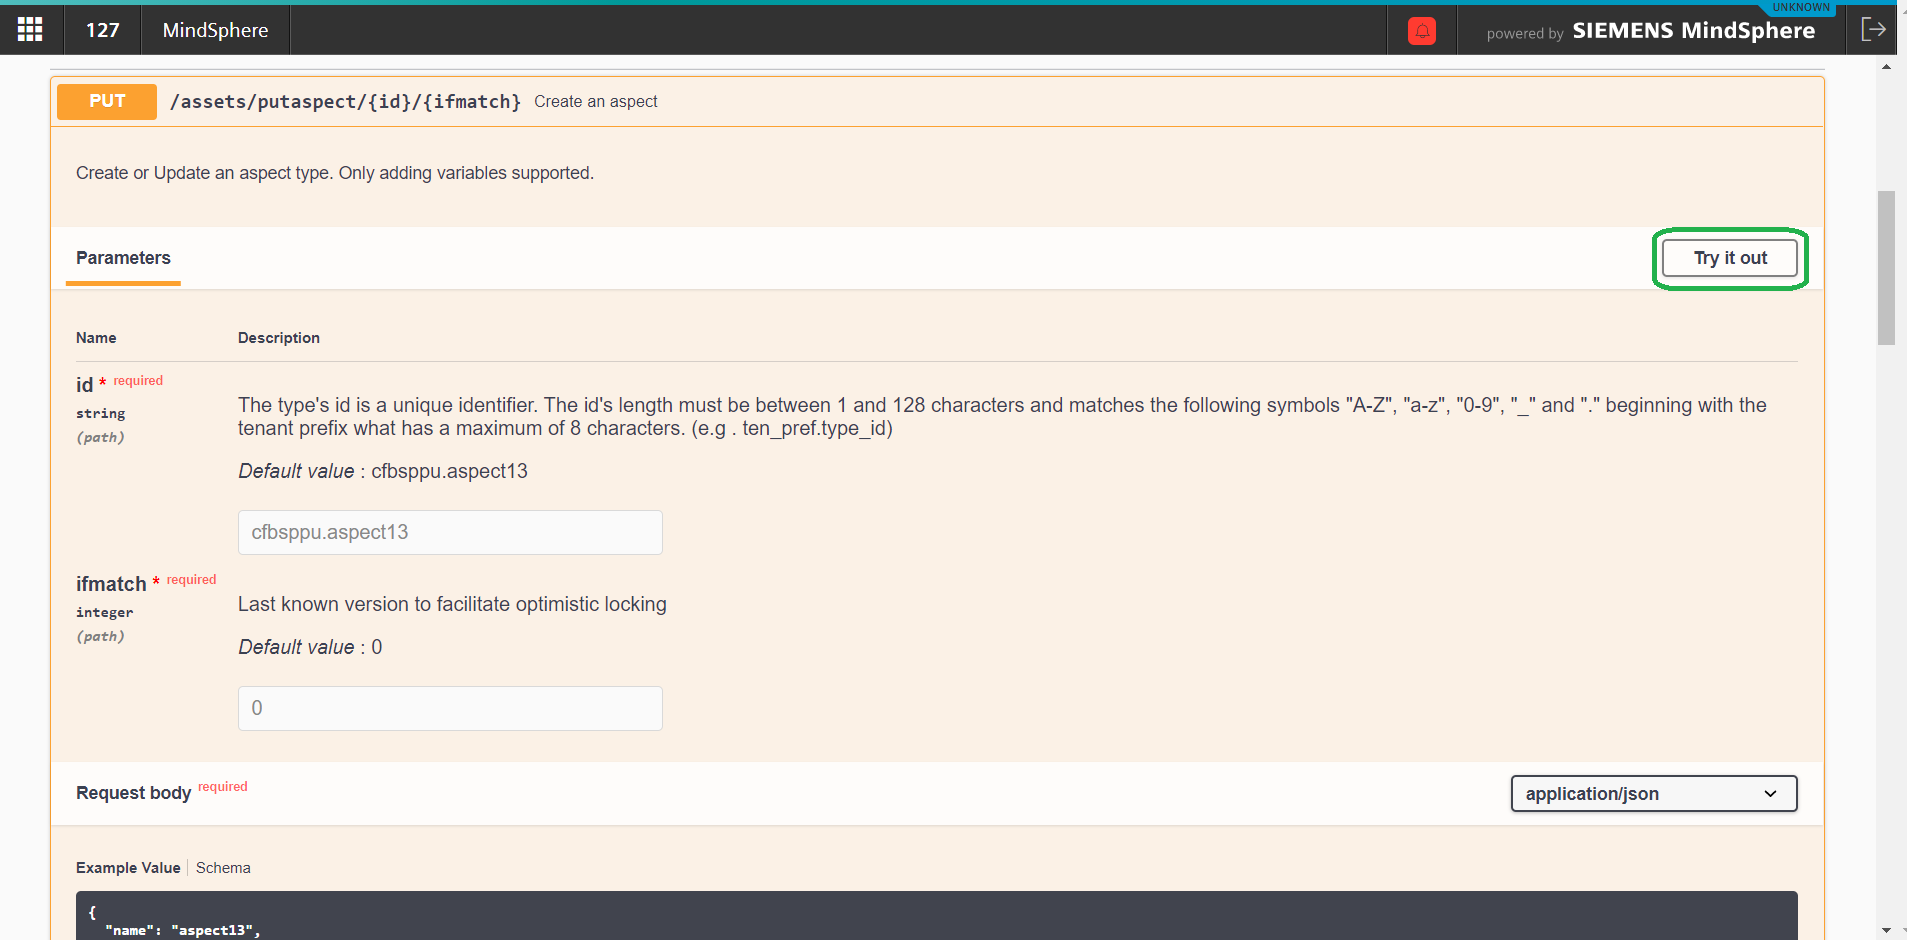 127
MindSphere
UNKNOWN
powered by SIEMENS MindSphere
PUT /assets/putaspect/{id}/{ifmatch} Create an aspect
Create or Update an aspect type. Only adding variables supported.
Parameters
Try it out
Name Description
id * required
string
(path)
The type's id is a unique identifier. The id's length must be between 1 and 128 characters and matches the following symbols "A-Z", "a-z", "0-9", "_" and "." beginning with the
tenant prefix what has a maximum of 8 characters. (e.g . ten_pref.type_id)
Default value : cfbsppu.aspect13
cfbsppu.aspect13
ifmatch * required
integer
(path)
Last known version to facilitate optimistic locking
Default value : 0
0
Request body required
application/json
Example Value Schema
{
"name": "aspect13",